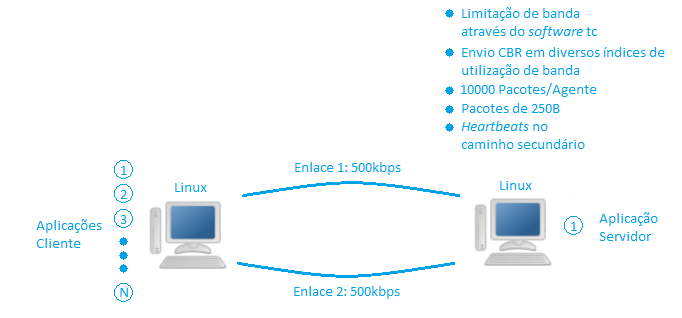 Limitação de banda
através do software tc
Envio CBR em diversos índices de
utilização de banda
10000 Pacotes/Agente
Pacotes de 250B
Heartbeats no
caminho secundário
Enlace 1: 500kbps
1
Linux
Linux
2
3
Aplicações
Cliente
1
Aplicação
Servidor
N
Enlace 2: 500kbps